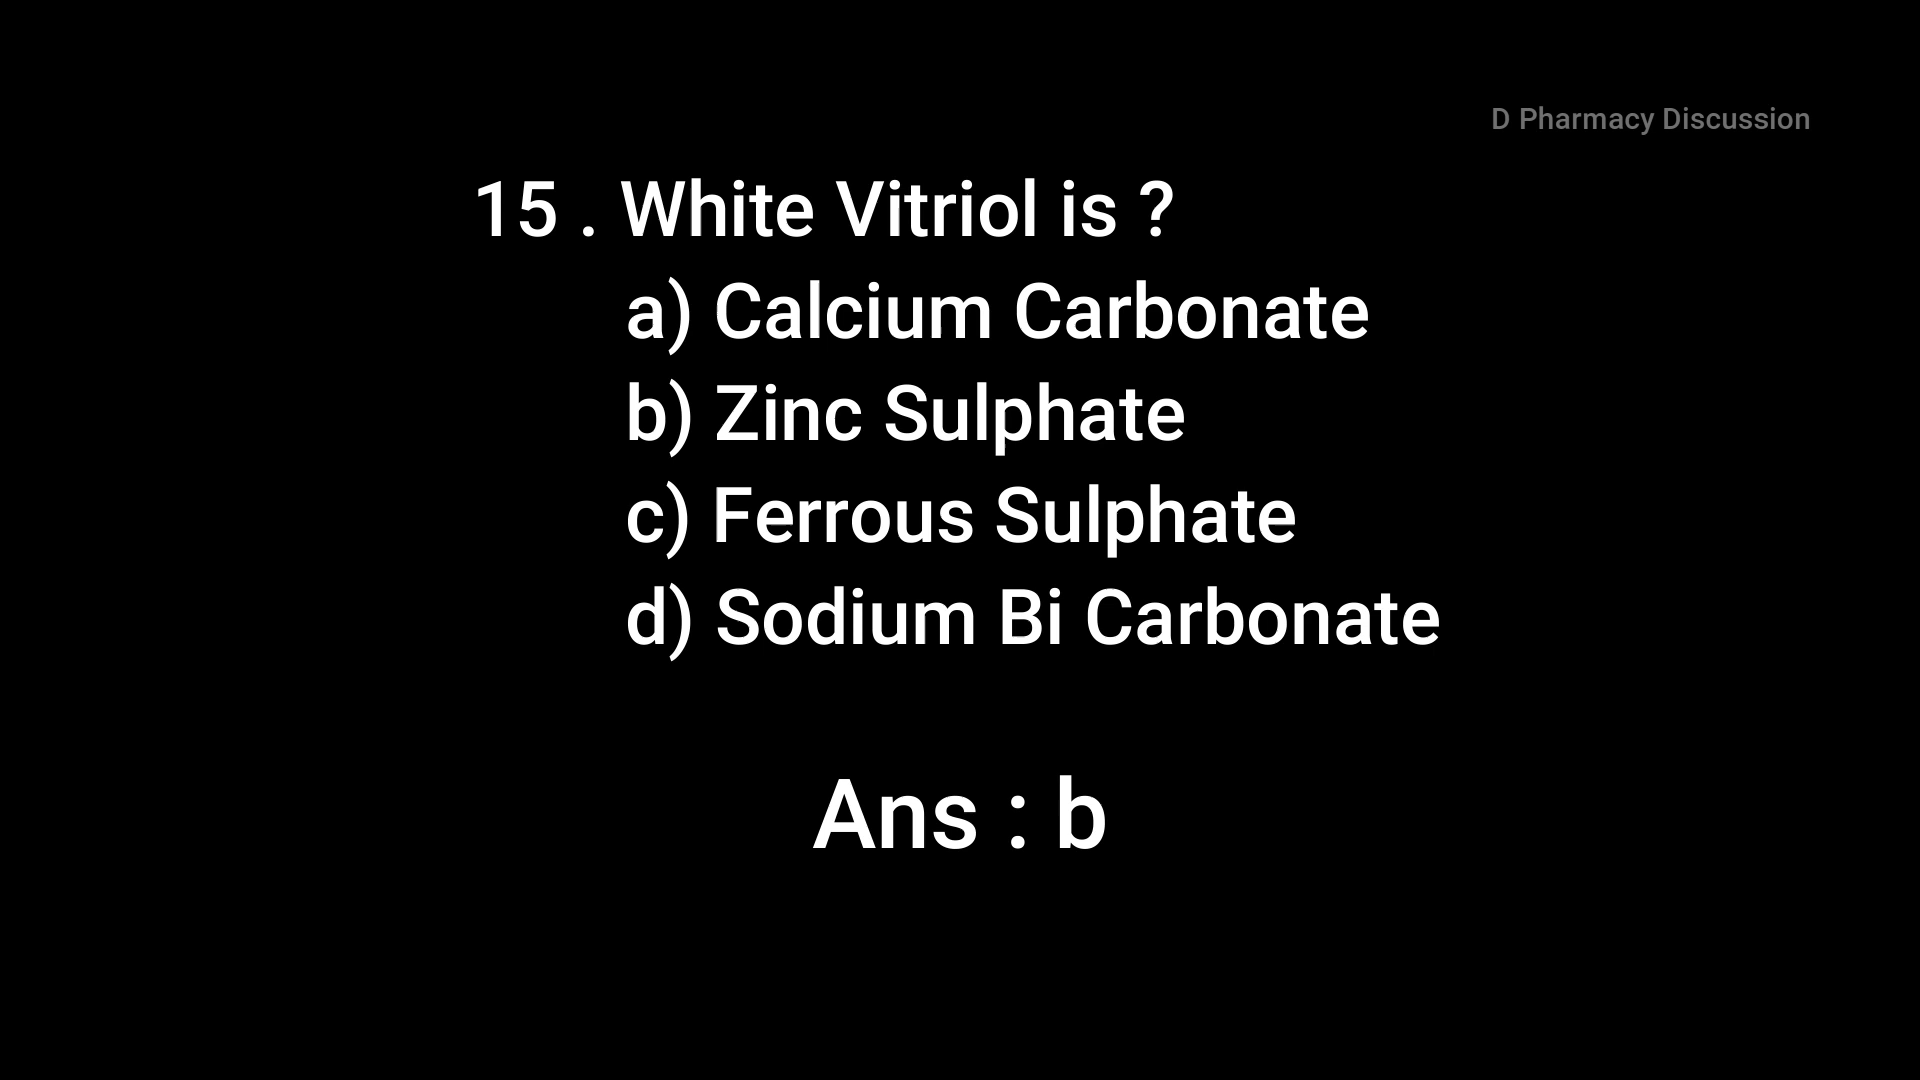 D Pharmacy Discussion
15 . White Vitriol is ?
a) Calcium Carbonate
b) Zinc Sulphate
c) Ferrous Sulphate
d) Sodium Bi Carbonate
Ans : b